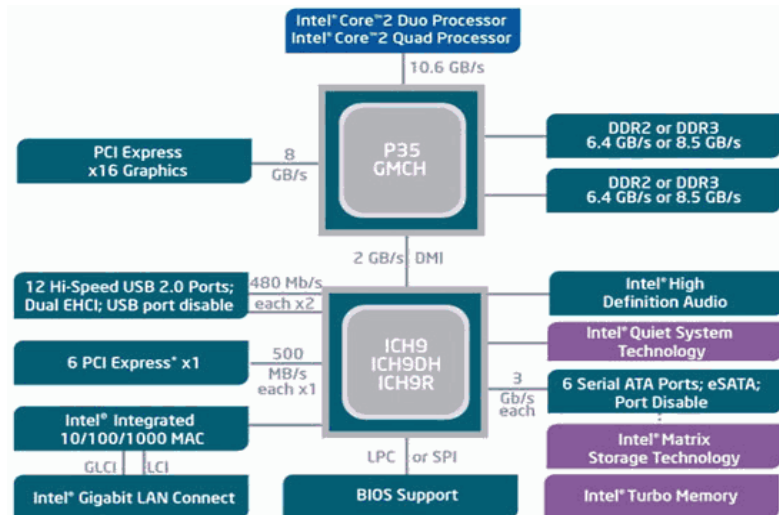 Intel® Core™2 Duo Processor
Intel® Core™2 Quad Processor
10.6 GB/s
P35
GMCH
PCI Express
x16 Graphics
8
GB/s
DDR2 or DDR3
6.4 GB/s or 8.5 GB/s
DDR2 or DDR3
6.4 GB/s or 8.5 GB/s
2 GB/s DMI
12 Hi-Speed USB 2.0 Ports;
Dual EHCI; USB port disable
480 Mb/s
each x2
Intel® High
Definition Audio
ICH9
ICH9DH
ICH9R
Intel® Quiet System
Technology
6 PCI Express* x1
500
MB/s
each x1
3
Gb/s
each
6 Serial ATA Ports; eSATA;
Port Disable
Intel® Integrated
10/100/1000 MAC
Intel® Matrix
Storage Technology
GLCI LCI
LPC or SPI
Intel® Gigabit LAN Connect
BIOS Support
Intel® Turbo Memory